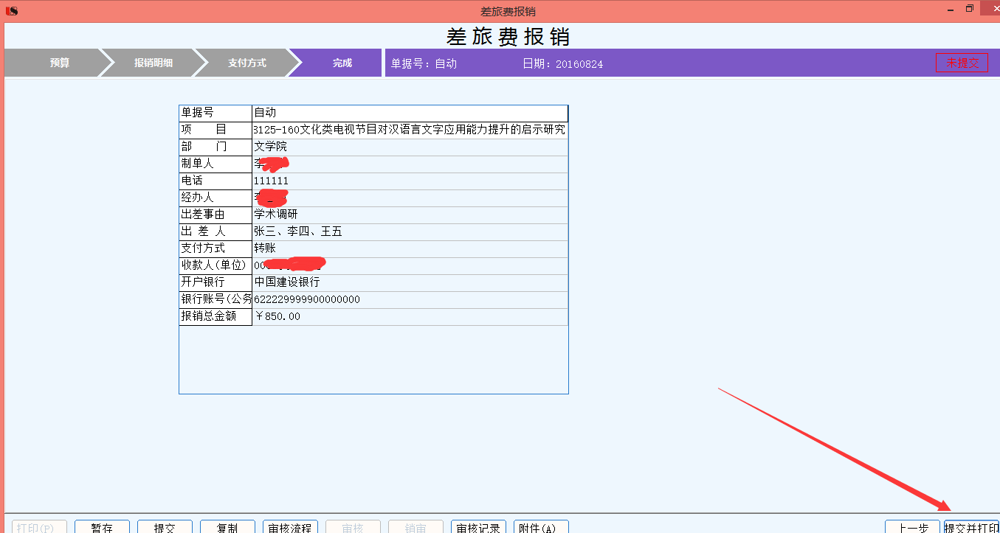 差旅费报销
差旅费报销
预算 报销明细 支付方式 完成 单据号：自动 日期：20160824 未提交
单据号 自动
项 目 3125-160文化类电视节目对汉语言文字应用能力提升的启示研究
部 门 文学院
制单人 李
电话 111111
经办人
出差事由 学术调研
出 差 人 张三、李四、王五
支付方式 转账
收款人(单位) 00
开户银行 中国建设银行
银行账号(公务 622229999900000000
报销总金额 ￥850.00
打印(P) 暂存 提交 复制 审核流程 审核 销审 审核记录 附件(A) 上一步 提交并打印